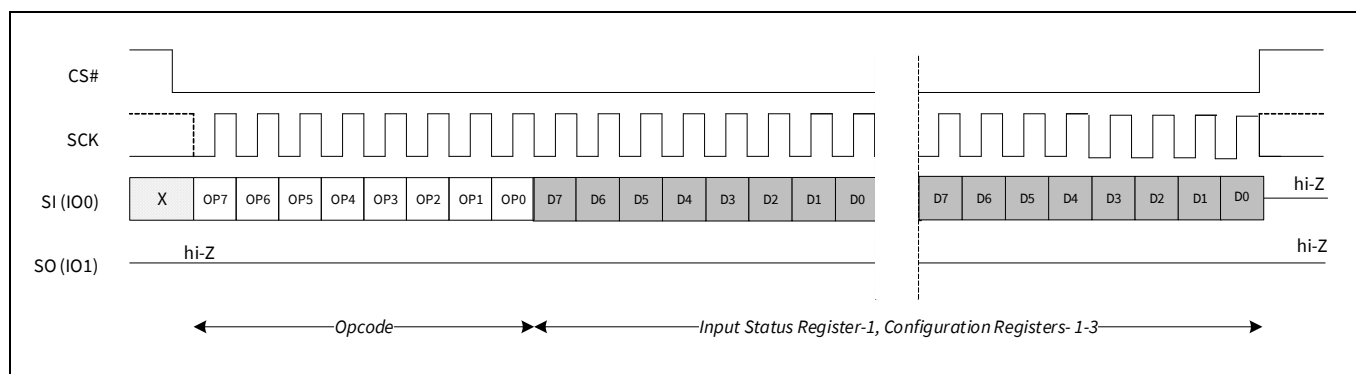 CS#
SCK
SI (IO0) X OP7 OP6 OP5 OP4 OP3 OP2 OP1 OP0 D7 D6 D5 D4 D3 D2 D1 D0 D7 D6 D5 D4 D3 D2 D1 D0 hi-Z
SO (IO1) hi-Z hi-Z
Opcode Input Status Register-1, Configuration Registers- 1-3